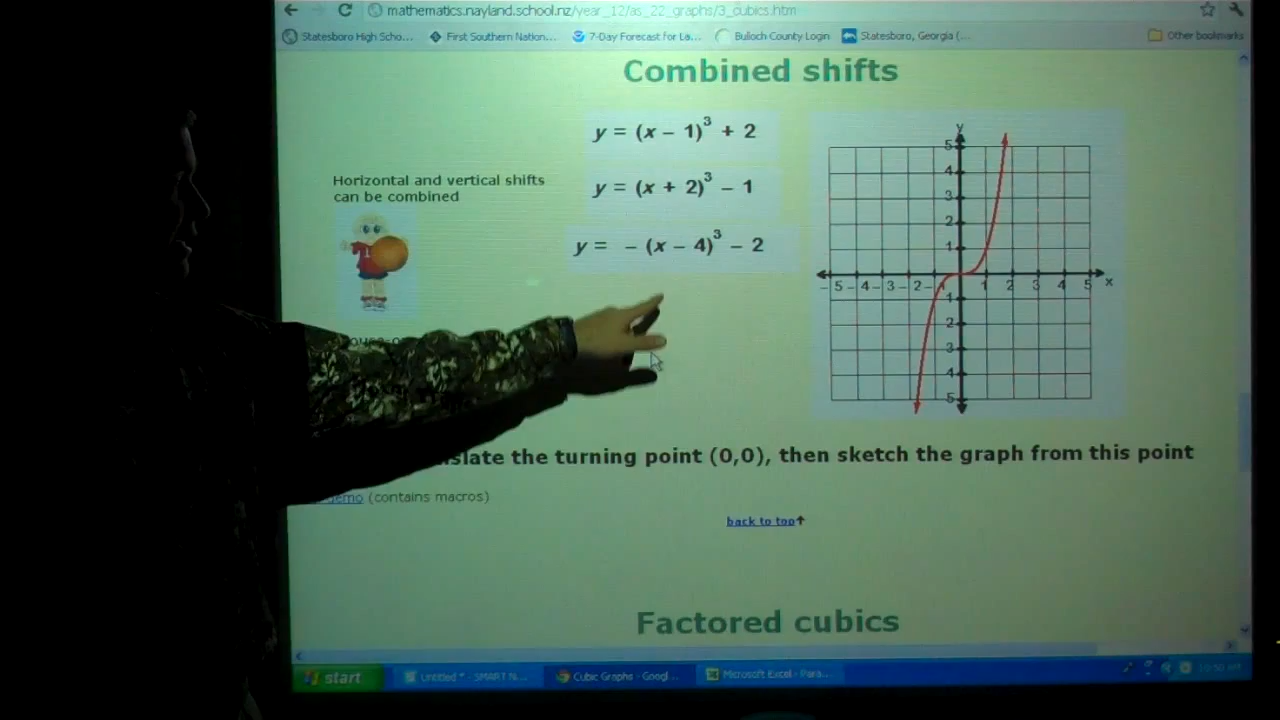 mathematics.nayland.school.nz/year_12/as_22_graphs/3_cubics.htm
Statesboro High Scho... First Southern Nation... 7-Day Forecast for La... Bulloch County Login Statesboro, Georgia (... Other bookmarks
Combined shifts
y = (x – 1)³ + 2
Horizontal and vertical shifts
can be combined
y = (x + 2)³ – 1
y = – (x – 4)³ – 2
y
5
4
3
2
1
– 5 – 4 – 3 – 2 – 1 1 2 3 4 5 x
1
2
3
4
5
the turning point (0,0), then sketch the graph from this point
demo (contains macros)
back to top
Factored cubics
start Untitled * - SMART N... Cubic Graphs - Googl... Microsoft Excel - Para... 10:50 AM